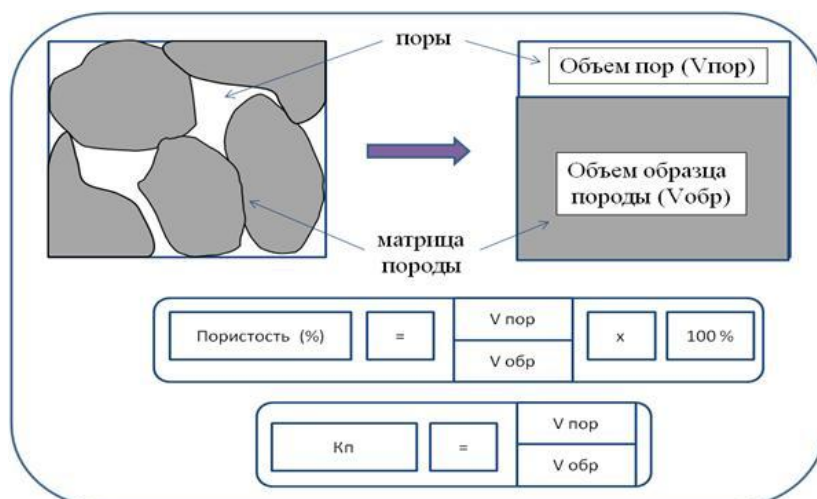 поры
Объем пор (Vпор)
Объем образца
породы (Vобр)
матрица
породы
Пористость (%) = V пор x 100 %
V обр
Кп = V пор
V обр